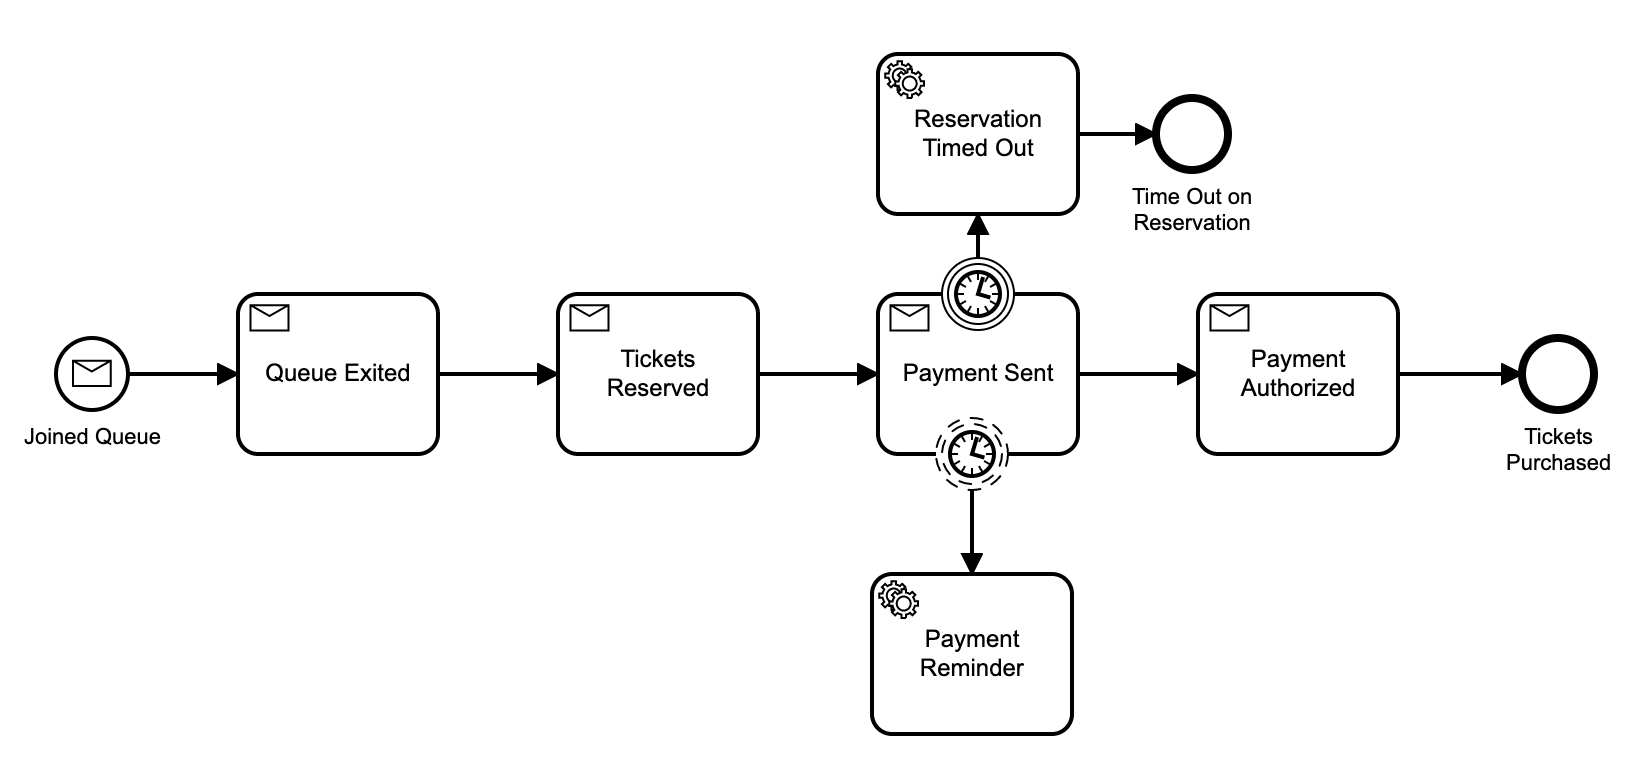 Reservation
Timed Out
Time Out on
Reservation
Joined Queue
Queue Exited
Tickets
Reserved
Payment Sent
Payment
Authorized
Tickets
Purchased
Payment
Reminder